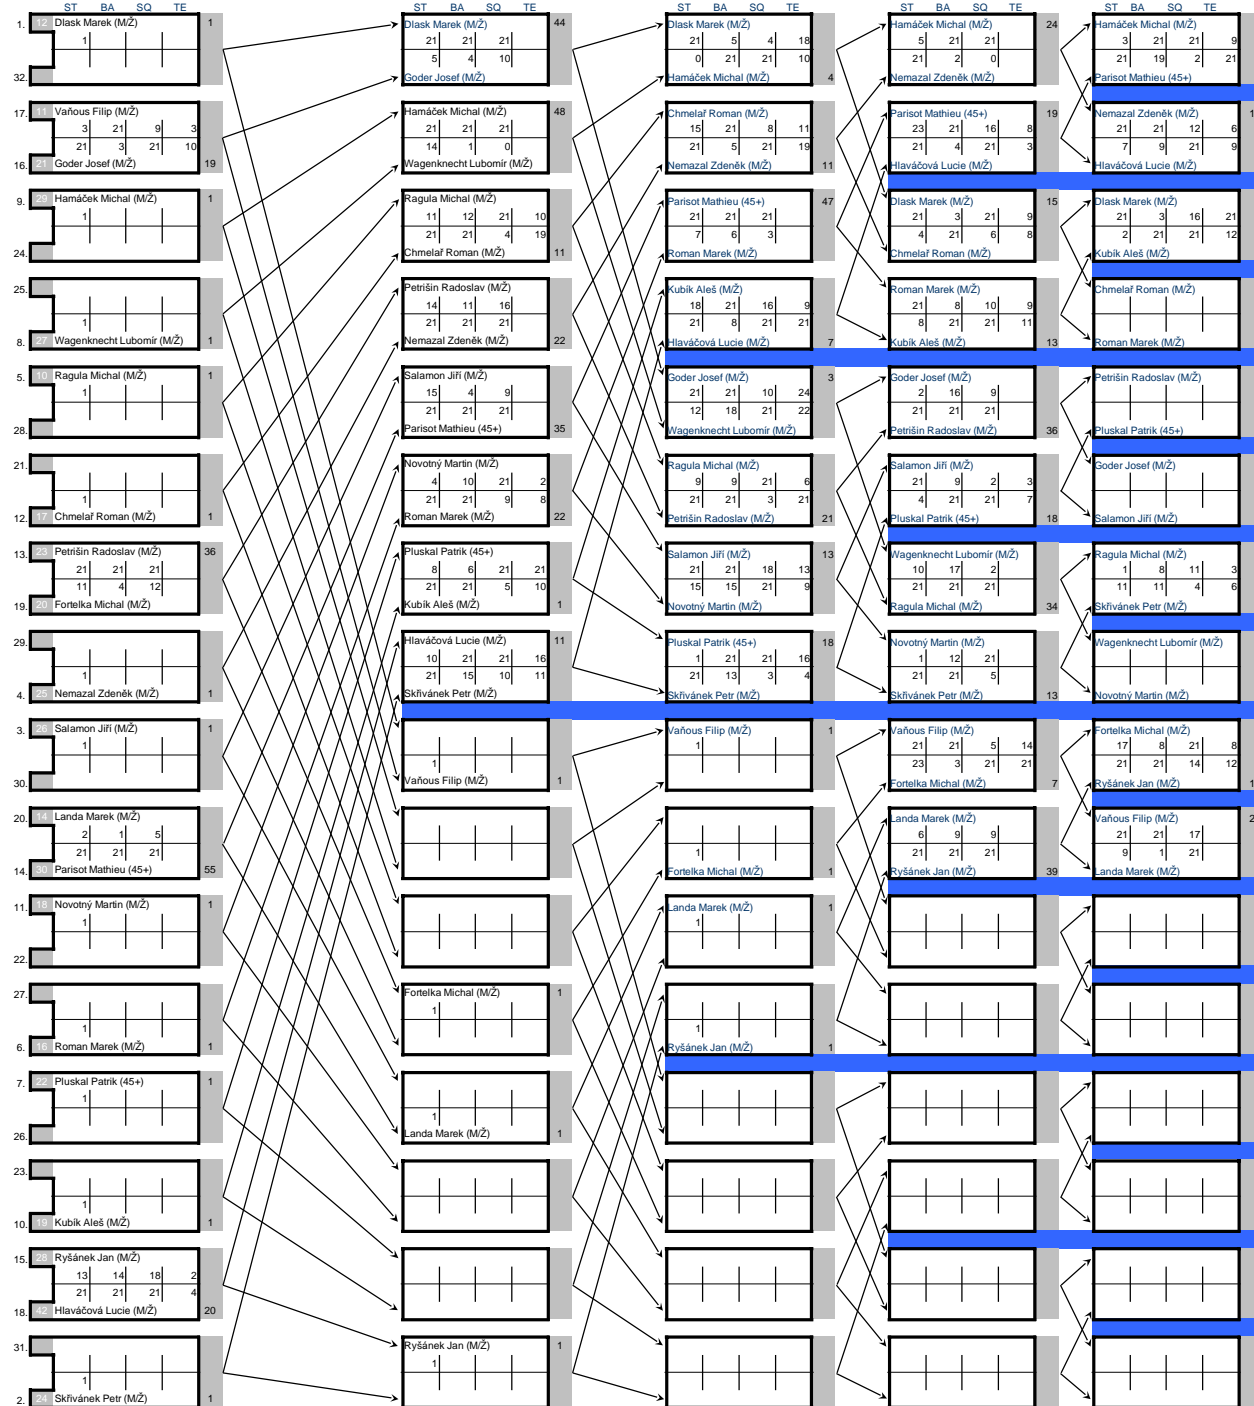 ST BA SQ TE
1. 12 Dlask Marek (M/Ž) 1
1
32.
17. 11 Vaňous Filip (M/Ž)
3 21 9 3
21 3 21 10
16. 21 Goder Josef (M/Ž) 19
9. 29 Hamáček Michal (M/Ž) 1
1
24.
25.
1
8. 27 Wagenknecht Lubomír (M/Ž) 1
5. 10 Ragula Michal (M/Ž) 1
1
28.
21.
1
12. 17 Chmelař Roman (M/Ž) 1
13. 23 Petrišin Radoslav (M/Ž) 36
21 21 21
11 4 12
19. 20 Fortelka Michal (M/Ž)
29.
1
4. 25 Nemazal Zdeněk (M/Ž) 1
3. 26 Salamon Jiří (M/Ž) 1
1
30.
20. 14 Landa Marek (M/Ž)
2 1 5
21 21 21
14. 30 Parisot Mathieu (45+) 55
11. 18 Novotný Martin (M/Ž) 1
1
22.
27.
1
6. 16 Roman Marek (M/Ž) 1
7. 22 Pluskal Patrik (45+) 1
1
26.
23.
1
10. 19 Kubík Aleš (M/Ž) 1
15. 28 Ryšánek Jan (M/Ž)
13 14 18 2
21 21 21 4
18. 42 Hlaváčová Lucie (M/Ž) 20
31.
1
2. 24 Skřivánek Petr (M/Ž) 1
ST BA SQ TE
Dlask Marek (M/Ž) 44
21 21 21
5 4 10
Goder Josef (M/Ž)
Hamáček Michal (M/Ž) 48
21 21 21
14 1 0
Wagenknecht Lubomír (M/Ž)
Ragula Michal (M/Ž)
11 12 21 10
21 21 4 19
Chmelař Roman (M/Ž) 11
Petrišin Radoslav (M/Ž)
14 11 16
21 21 21
Nemazal Zdeněk (M/Ž) 22
Salamon Jiří (M/Ž)
15 4 9
21 21 21
Parisot Mathieu (45+) 35
Novotný Martin (M/Ž)
4 10 21 2
21 21 9 8
Roman Marek (M/Ž) 22
Pluskal Patrik (45+)
8 6 21 21
21 21 5 10
Kubík Aleš (M/Ž) 1
Hlaváčová Lucie (M/Ž) 11
10 21 21 16
21 15 10 11
Skřivánek Petr (M/Ž)
1
Vaňous Filip (M/Ž) 1
Fortelka Michal (M/Ž) 1
1
1
Landa Marek (M/Ž) 1
Ryšánek Jan (M/Ž) 1
1
ST BA SQ TE
Dlask Marek (M/Ž)
21 5 4 18
0 21 21 10
Hamáček Michal (M/Ž) 4
Chmelař Roman (M/Ž)
15 21 8 11
21 5 21 19
Nemazal Zdeněk (M/Ž) 11
Parisot Mathieu (45+) 47
21 21 21
7 6 3
Roman Marek (M/Ž)
Kubík Aleš (M/Ž)
18 21 16 9
21 8 21 21
Hlaváčová Lucie (M/Ž) 7
Goder Josef (M/Ž) 3
21 21 10 24
12 18 21 22
Wagenknecht Lubomír (M/Ž)
Ragula Michal (M/Ž)
9 9 21 6
21 21 3 21
Petrišin Radoslav (M/Ž) 21
Salamon Jiří (M/Ž) 13
21 21 18 13
15 15 21 9
Novotný Martin (M/Ž)
Pluskal Patrik (45+) 18
1 21 21 16
21 13 3 4
Skřivánek Petr (M/Ž)
Vaňous Filip (M/Ž) 1
1
1
Fortelka Michal (M/Ž) 1
Landa Marek (M/Ž) 1
1
1
Ryšánek Jan (M/Ž) 1
ST BA SQ TE
Hamáček Michal (M/Ž) 24
5 21 21
21 2 0
Nemazal Zdeněk (M/Ž)
Parisot Mathieu (45+) 19
23 21 16 8
21 4 21 3
Hlaváčová Lucie (M/Ž)
Dlask Marek (M/Ž) 15
21 3 21 9
4 21 6 8
Chmelař Roman (M/Ž)
Roman Marek (M/Ž)
21 8 10 9
8 21 21 11
Kubík Aleš (M/Ž) 13
Goder Josef (M/Ž)
2 16 9
21 21 21
Petrišin Radoslav (M/Ž) 36
Salamon Jiří (M/Ž)
21 9 2 3
4 21 21 7
Pluskal Patrik (45+) 18
Wagenknecht Lubomír (M/Ž)
10 17 2
21 21 21
Ragula Michal (M/Ž) 34
Novotný Martin (M/Ž)
1 12 21
21 21 5
Skřivánek Petr (M/Ž) 13
Vaňous Filip (M/Ž)
21 21 5 14
23 3 21 21
Fortelka Michal (M/Ž) 7
Landa Marek (M/Ž)
6 9 9
21 21 21
Ryšánek Jan (M/Ž) 39
ST BA SQ TE
Hamáček Michal (M/Ž)
3 21 21 9
21 19 2 21
Parisot Mathieu (45+)
Nemazal Zdeněk (M/Ž) 1
21 21 12 6
7 9 21 9
Hlaváčová Lucie (M/Ž)
Dlask Marek (M/Ž)
21 3 16 21
2 21 21 12
Kubík Aleš (M/Ž)
Chmelař Roman (M/Ž)
Roman Marek (M/Ž)
Petrišin Radoslav (M/Ž)
Pluskal Patrik (45+)
Goder Josef (M/Ž)
Salamon Jiří (M/Ž)
Ragula Michal (M/Ž)
1 8 11 3
11 11 4 6
Skřivánek Petr (M/Ž)
Wagenknecht Lubomír (M/Ž)
Novotný Martin (M/Ž)
Fortelka Michal (M/Ž)
17 8 21 8
21 21 14 12
Ryšánek Jan (M/Ž) 1
Vaňous Filip (M/Ž) 2
21 21 17
9 1 21
Landa Marek (M/Ž)